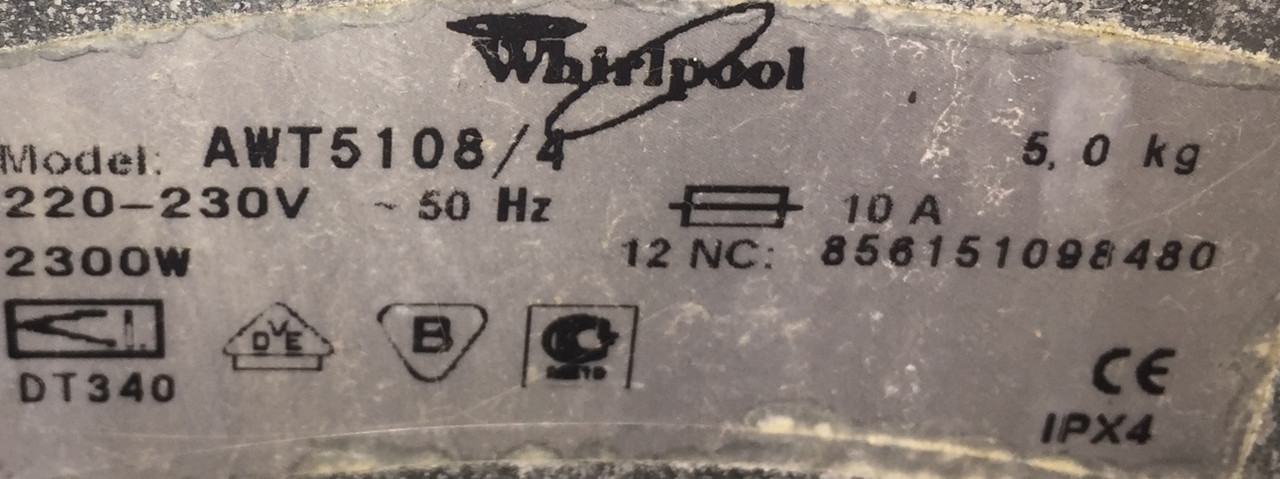 Whirlpool
Model: AWT5108/4 5,0 kg
220-230V ~ 50 Hz 10 A
2300W 12 NC: 856151098480
DVE B
DT340 CE
IPX4